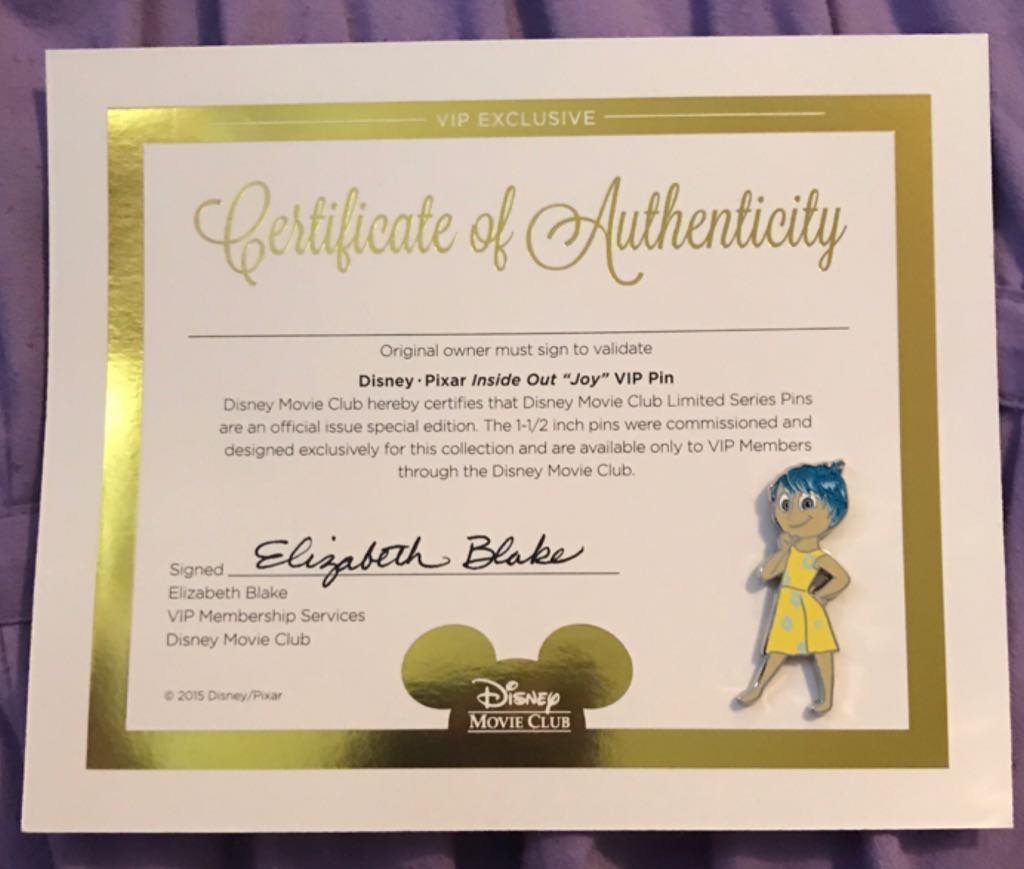 VIP EXCLUSIVE
Certificate of Authenticity
Original owner must sign to validate
Disney · Pixar Inside Out “Joy” VIP Pin
Disney Movie Club hereby certifies that Disney Movie Club Limited Series Pins
are an official issue special edition. The 1-1/2 inch pins were commissioned and
designed exclusively for this collection and are available only to VIP Members
through the Disney Movie Club.
Signed Elizabeth Blake
Elizabeth Blake
VIP Membership Services
Disney Movie Club
© 2015 Disney/Pixar
Disney
MOVIE CLUB